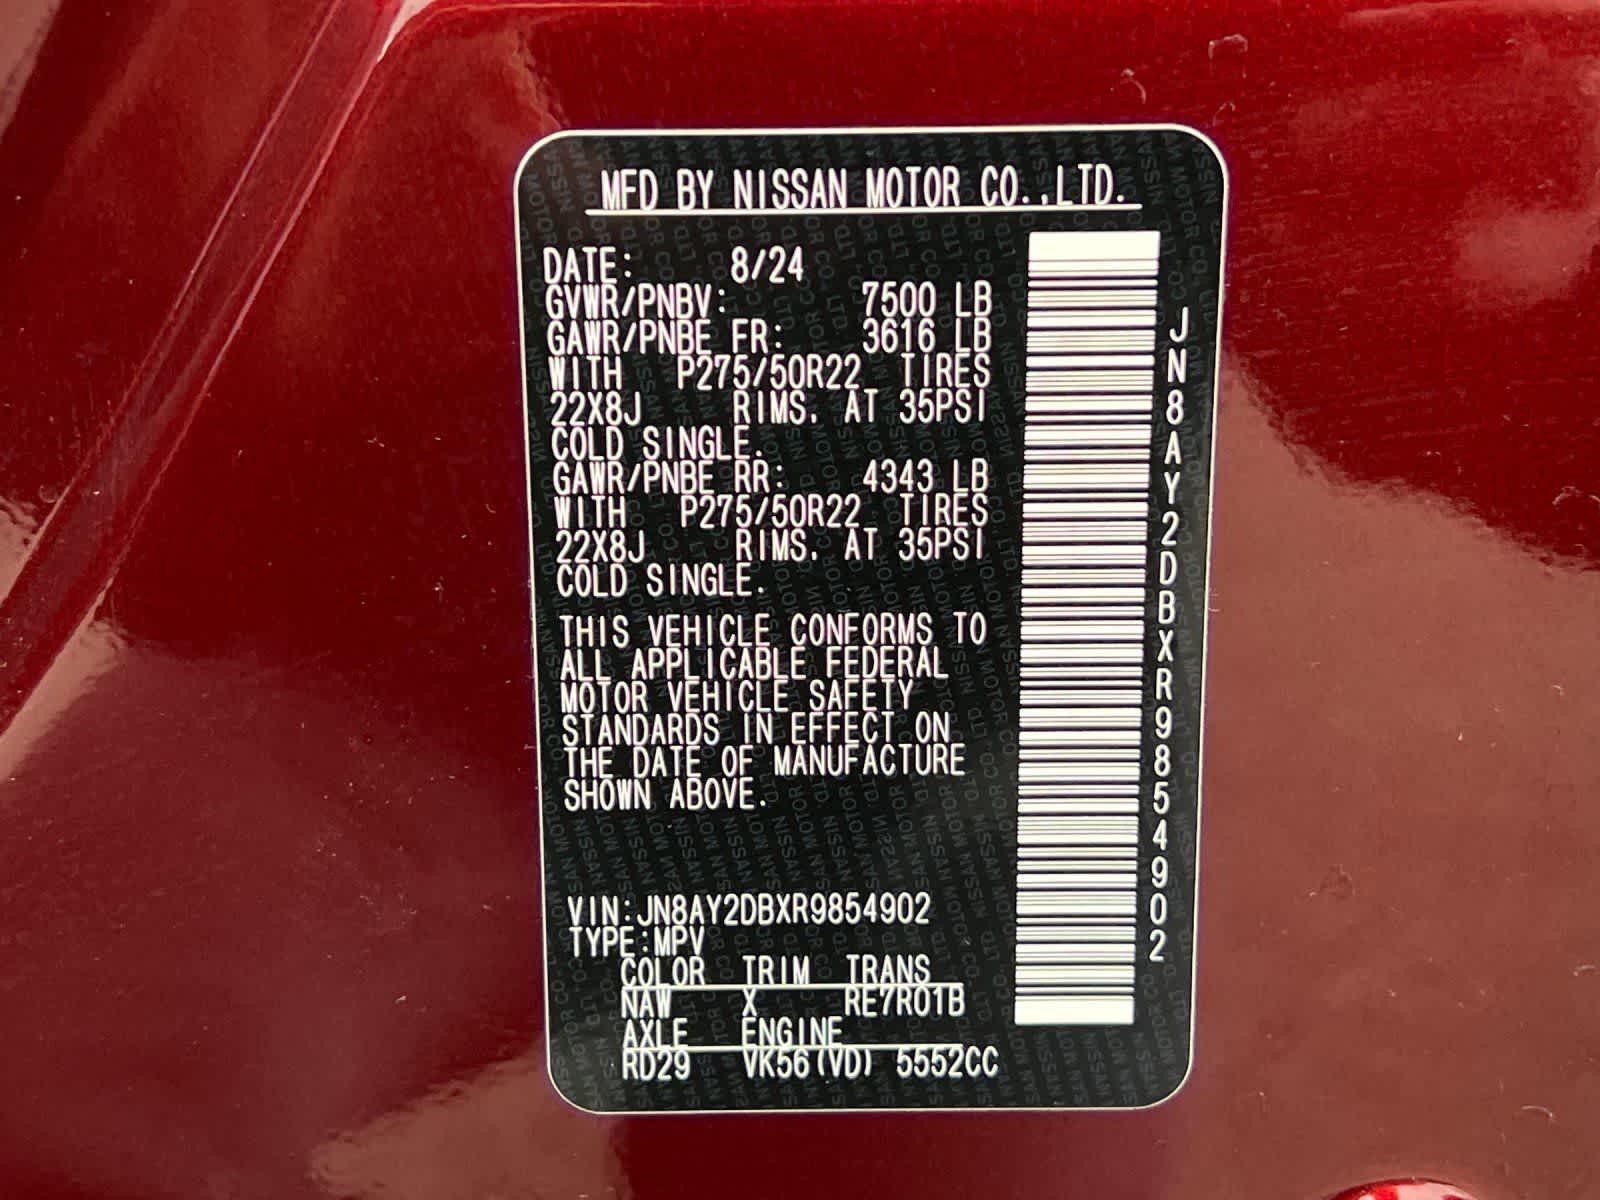 MFD BY NISSAN MOTOR CO.,LTD.
DATE: 8/24
GVWR/PNBV: 7500 LB
GAWR/PNBE FR: 3616 LB
WITH P275/50R22 TIRES
22X8J RIMS. AT 35PSI
COLD SINGLE.
GAWR/PNBE RR: 4343 LB
WITH P275/50R22 TIRES
22X8J RIMS. AT 35PSI
COLD SINGLE.
THIS VEHICLE CONFORMS TO
ALL APPLICABLE FEDERAL
MOTOR VEHICLE SAFETY
STANDARDS IN EFFECT ON
THE DATE OF MANUFACTURE
SHOWN ABOVE.
VIN:JN8AY2DBXR9854902
TYPE:MPV
COLOR TRIM TRANS
NAW X RE7R01B
AXLE ENGINE
RD29 VK56(VD) 5552CC
JN8AY2DBXR9854902